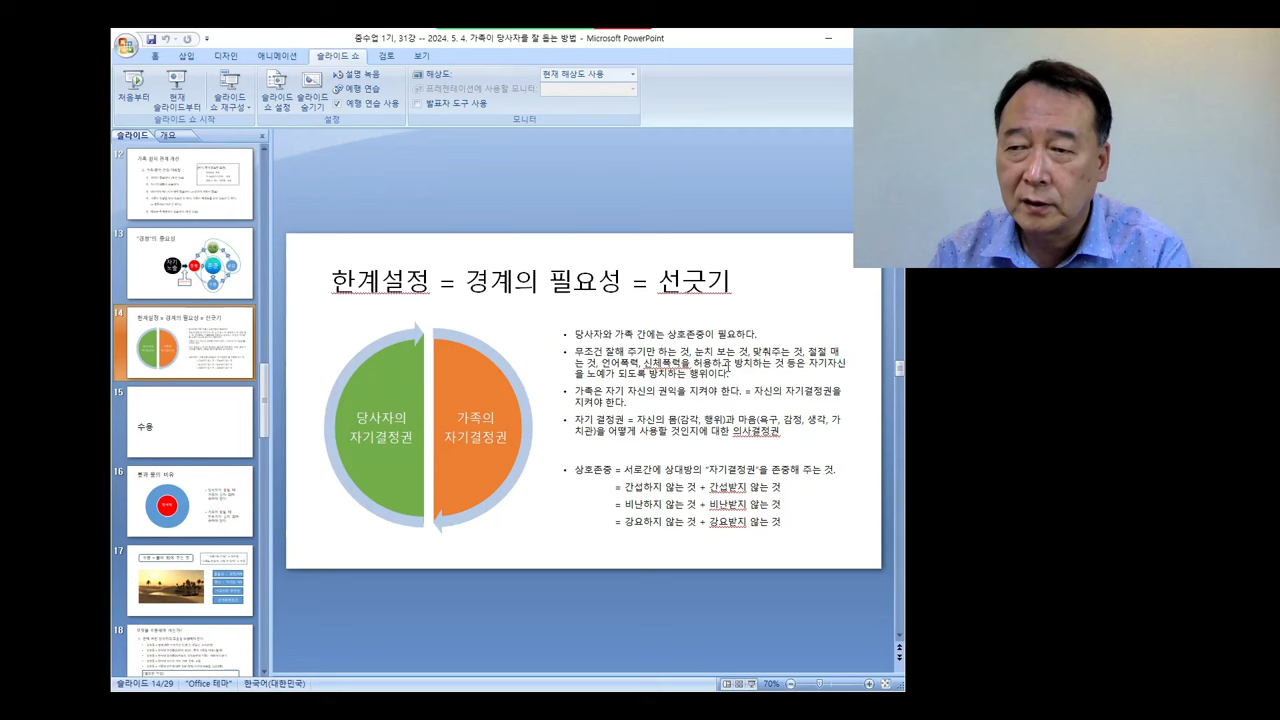 중수업 1기, 31강 -- 2024. 5. 4. 가족이 당사자를 잘 돕는 방법 - Microsoft PowerPoint
홈 삽입 디자인 애니메이션 슬라이드 쇼 검토 보기
처음부터
현재
슬라이드부터
슬라이드
쇼 재구성
슬라이드 쇼 시작
슬라이드
쇼 설정
슬라이드
숨기기
설명 녹음
예행 연습
예행 연습 사용
설정
해상도: 현재 해상도 사용
프레젠테이션에 사용할 모니터:
발표자 도구 사용
모니터
슬라이드 개요
12
13
"경청"의 중요성
자기
노출
존중
14
한계설정 = 경계의 필요성 = 선긋기
15
수용
16
17
18
한계설정 = 경계의 필요성 = 선긋기
당사자의
자기결정권
가족의
자기결정권
• 당사자와 가족 간에는 상호존중이 필요하다.
• 무조건 잘해 주기만 하는 것, 눈치 보는 것, 맞춰주는 것, 절절 매
는 것, 언어폭력, 신체폭력을 허용하고 방치하는 것 등은 자기자신
을 노예가 되도록 방치하는 행위이다!
• 가족은 자기 자신의 권익을 지켜야 한다. = 자신의 자기결정권을
지켜야 한다.
• 자기 결정권 = 자신의 몸(감각, 행위)과 마음(욕구, 감정, 생각, 가
치관)을 어떻게 사용할 것인지에 대한 의사결정권
• 상호존중 = 서로간에 상대방의 "자기결정권"을 존중해 주는 것.
= 간섭하지 않는 것 + 간섭받지 않는 것
= 비난하지 않는 것 + 비난받지 않는 것
= 강요하지 않는 것 + 강요받지 않는 것
슬라이드 14/29 "Office 테마" 한국어(대한민국) 70%